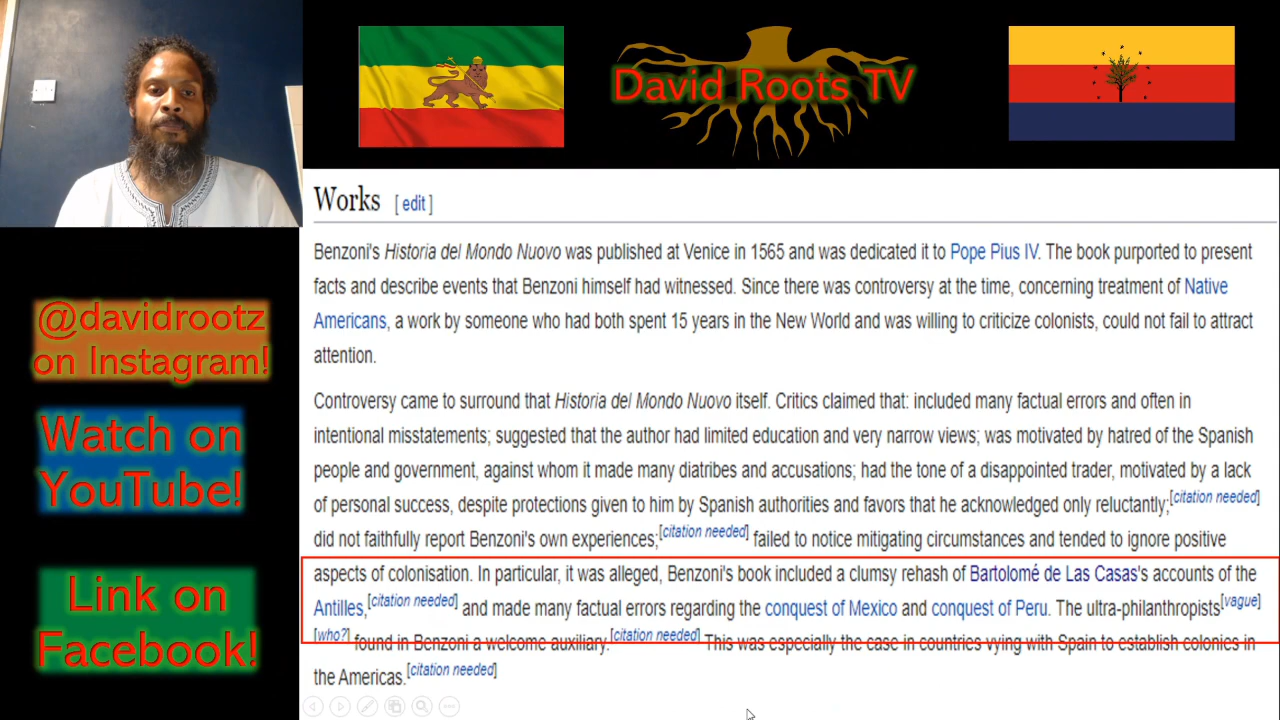 David Roots TV
@davidrootz
on Instagram!
Watch on
YouTube!
Link on
Facebook!
Works [ edit ]
Benzoni's Historia del Mondo Nuovo was published at Venice in 1565 and was dedicated it to Pope Pius IV. The book purported to present
facts and describe events that Benzoni himself had witnessed. Since there was controversy at the time, concerning treatment of Native
Americans, a work by someone who had both spent 15 years in the New World and was willing to criticize colonists, could not fail to attract
attention.
Controversy came to surround that Historia del Mondo Nuovo itself. Critics claimed that: included many factual errors and often in
intentional misstatements; suggested that the author had limited education and very narrow views; was motivated by hatred of the Spanish
people and government, against whom it made many diatribes and accusations; had the tone of a disappointed trader, motivated by a lack
of personal success, despite protections given to him by Spanish authorities and favors that he acknowledged only reluctantly;[citation needed]
did not faithfully report Benzoni's own experiences;[citation needed] failed to notice mitigating circumstances and tended to ignore positive
aspects of colonisation. In particular, it was alleged, Benzoni's book included a clumsy rehash of Bartolomé de Las Casas's accounts of the
Antilles,[citation needed] and made many factual errors regarding the conquest of Mexico and conquest of Peru. The ultra-philanthropists[vague]
[who?] found in Benzoni a welcome auxiliary.[citation needed] This was especially the case in countries vying with Spain to establish colonies in
the Americas.[citation needed]